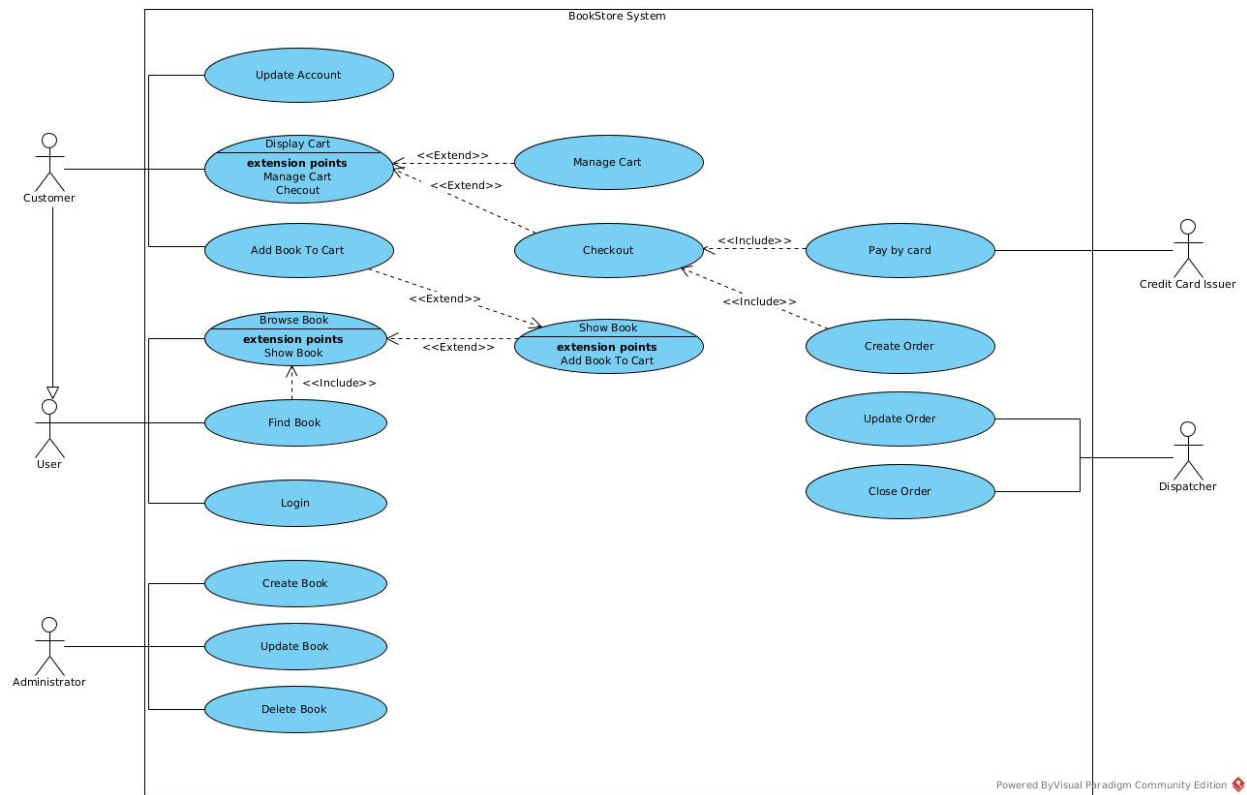 BookStore System
Update Account
Display Cart
extension points
Manage Cart
Checout
<<Extend>>
Manage Cart
<<Extend>>
Customer
Add Book To Cart
Checkout
<<Include>>
Pay by card
Credit Card Issuer
<<Extend>>
<<Include>>
Browse Book
extension points
Show Book
<<Extend>>
Show Book
extension points
Add Book To Cart
Create Order
<<Include>>
Find Book
User
Update Order
Login
Close Order
Dispatcher
Create Book
Update Book
Administrator
Delete Book
Powered ByVisual Paradigm Community Edition